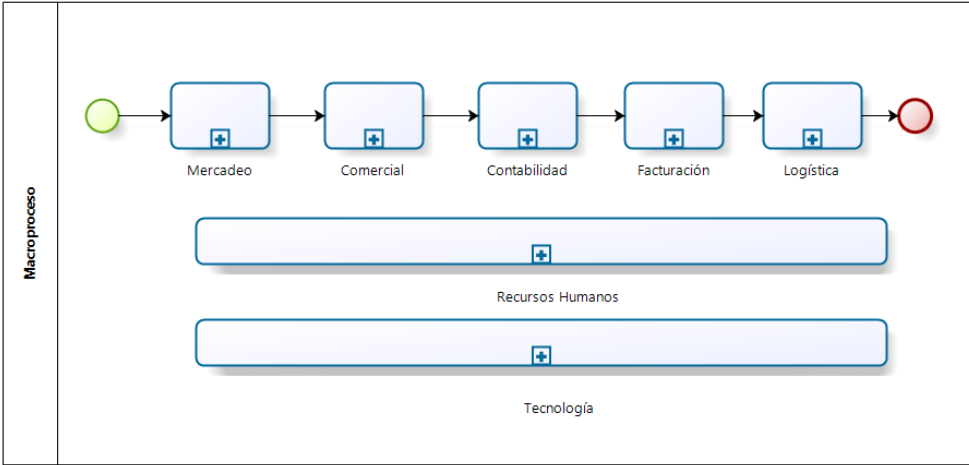 Macroproceso
Mercadeo
Comercial
Contabilidad
Facturación
Logística
Recursos Humanos
Tecnología